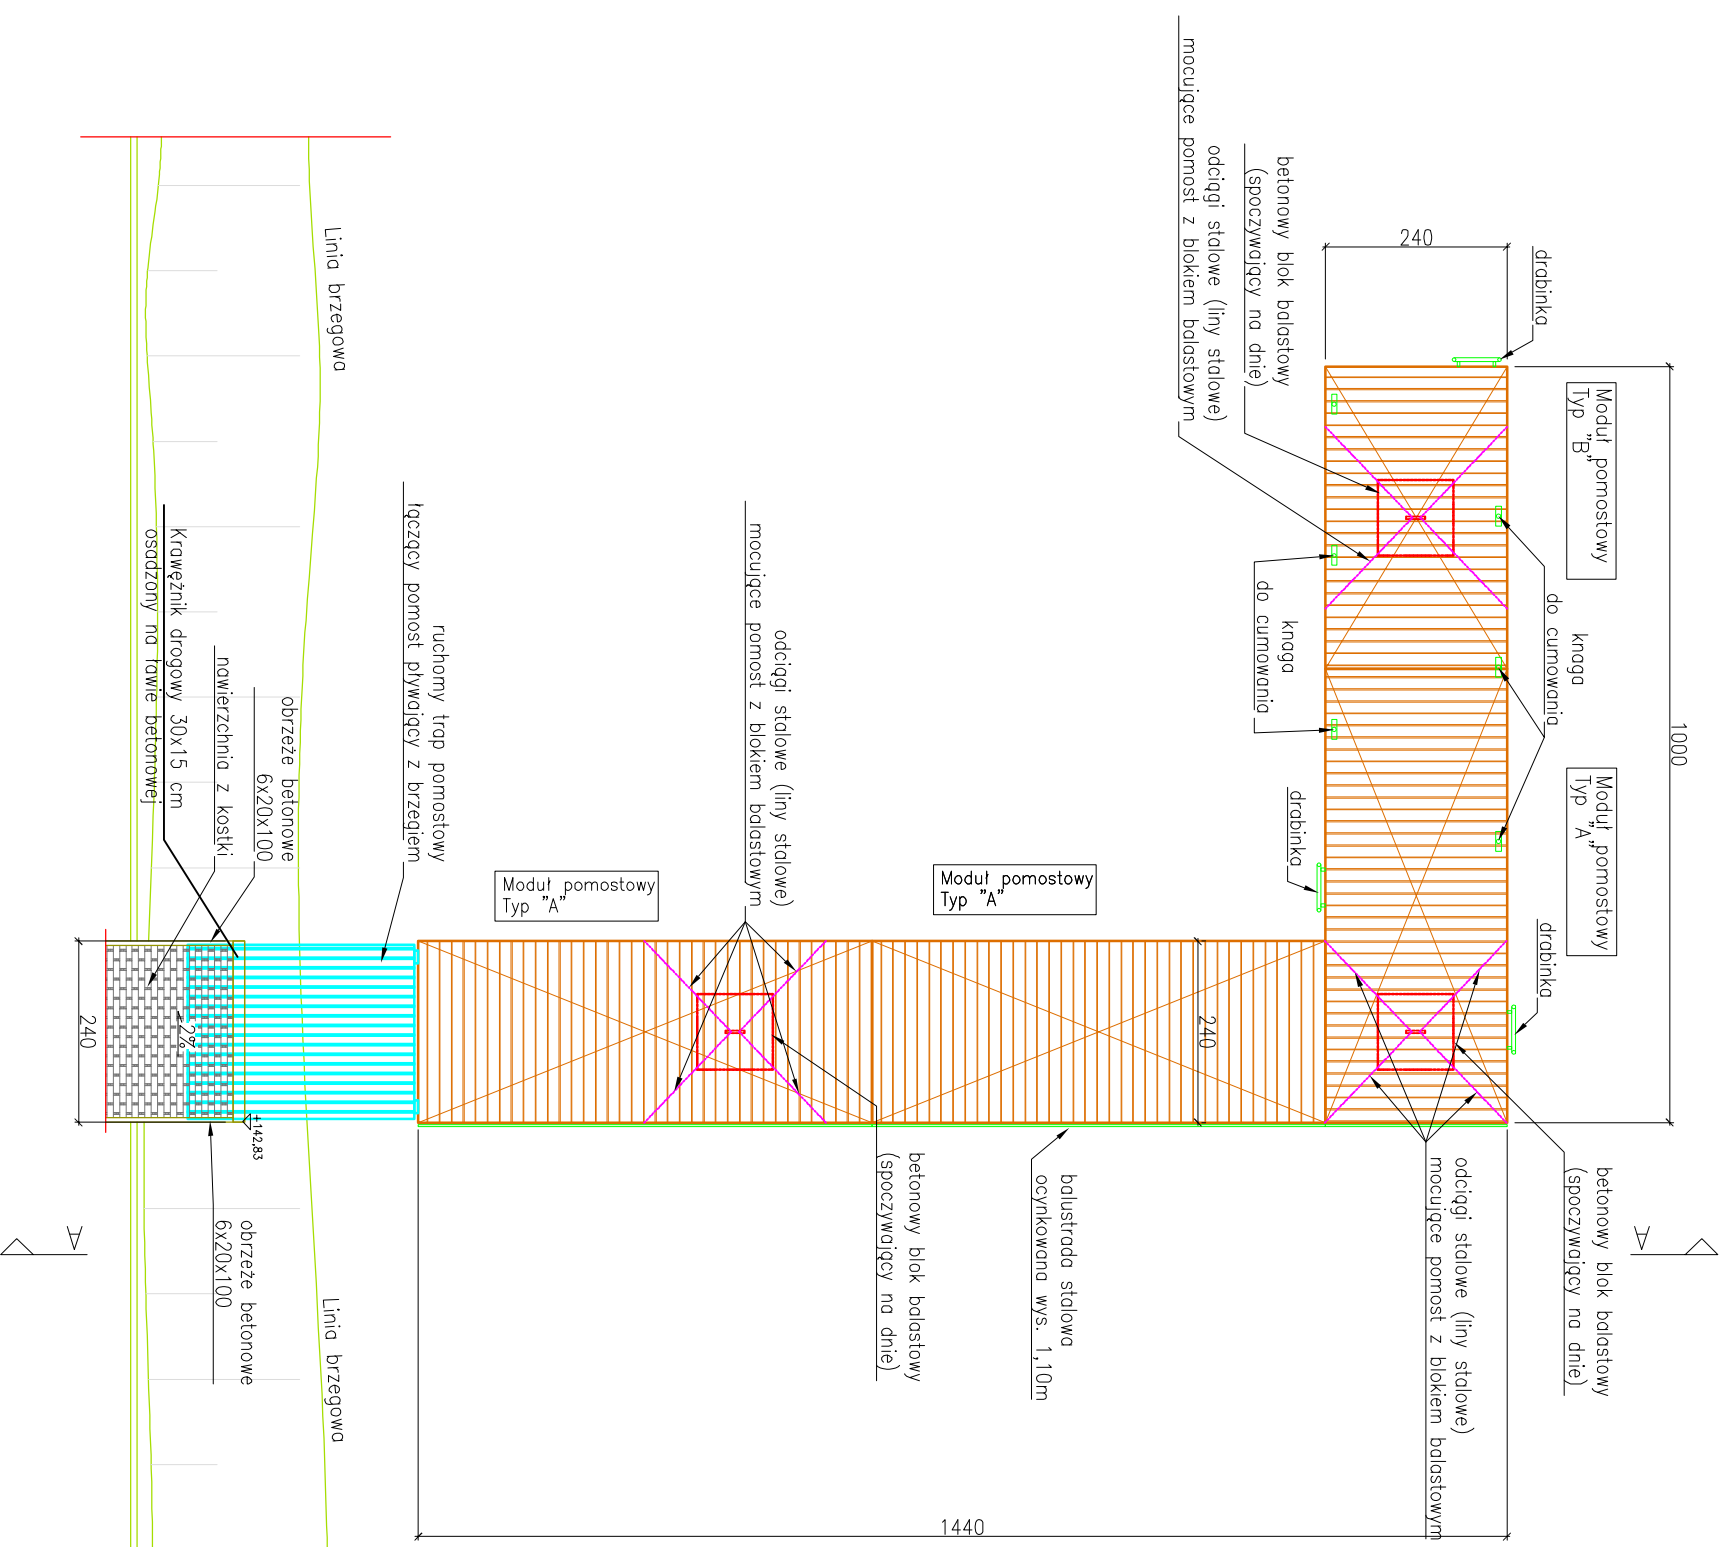 mocujące pomost z blokiem balastowym
odciągi stalowe (liny stalowe)
betonowy blok balastowy
(spoczywający na dnie)
240
drabinka
1000
Moduł pomostowy
Typ "B"
knaga
do cumowania
knaga
do cumowania
Moduł pomostowy
Typ "A"
drabinka
drabinka
Linia brzegowa
Krawężnik drogowy 30x15 cm
osadzony na ławie betonowej
nawierzchnia z kostki
obrzeże betonowe
6x20x100
ruchomy trap pomostowy
łączący pomost pływający z brzegiem
odciągi stalowe (liny stalowe)
mocujące pomost z blokiem balastowym
Moduł pomostowy
Typ "A"
Moduł pomostowy
Typ "A"
240
240
2%
+142,83
obrzeże betonowe
6x20x100
Linia brzegowa
betonowy blok balastowy
(spoczywający na dnie)
balustrada stalowa
ocynkowana wys. 1,10m
odciągi stalowe (liny stalowe)
mocujące pomost z blokiem balastowym
betonowy blok balastowy
(spoczywający na dnie)
A
A
1440